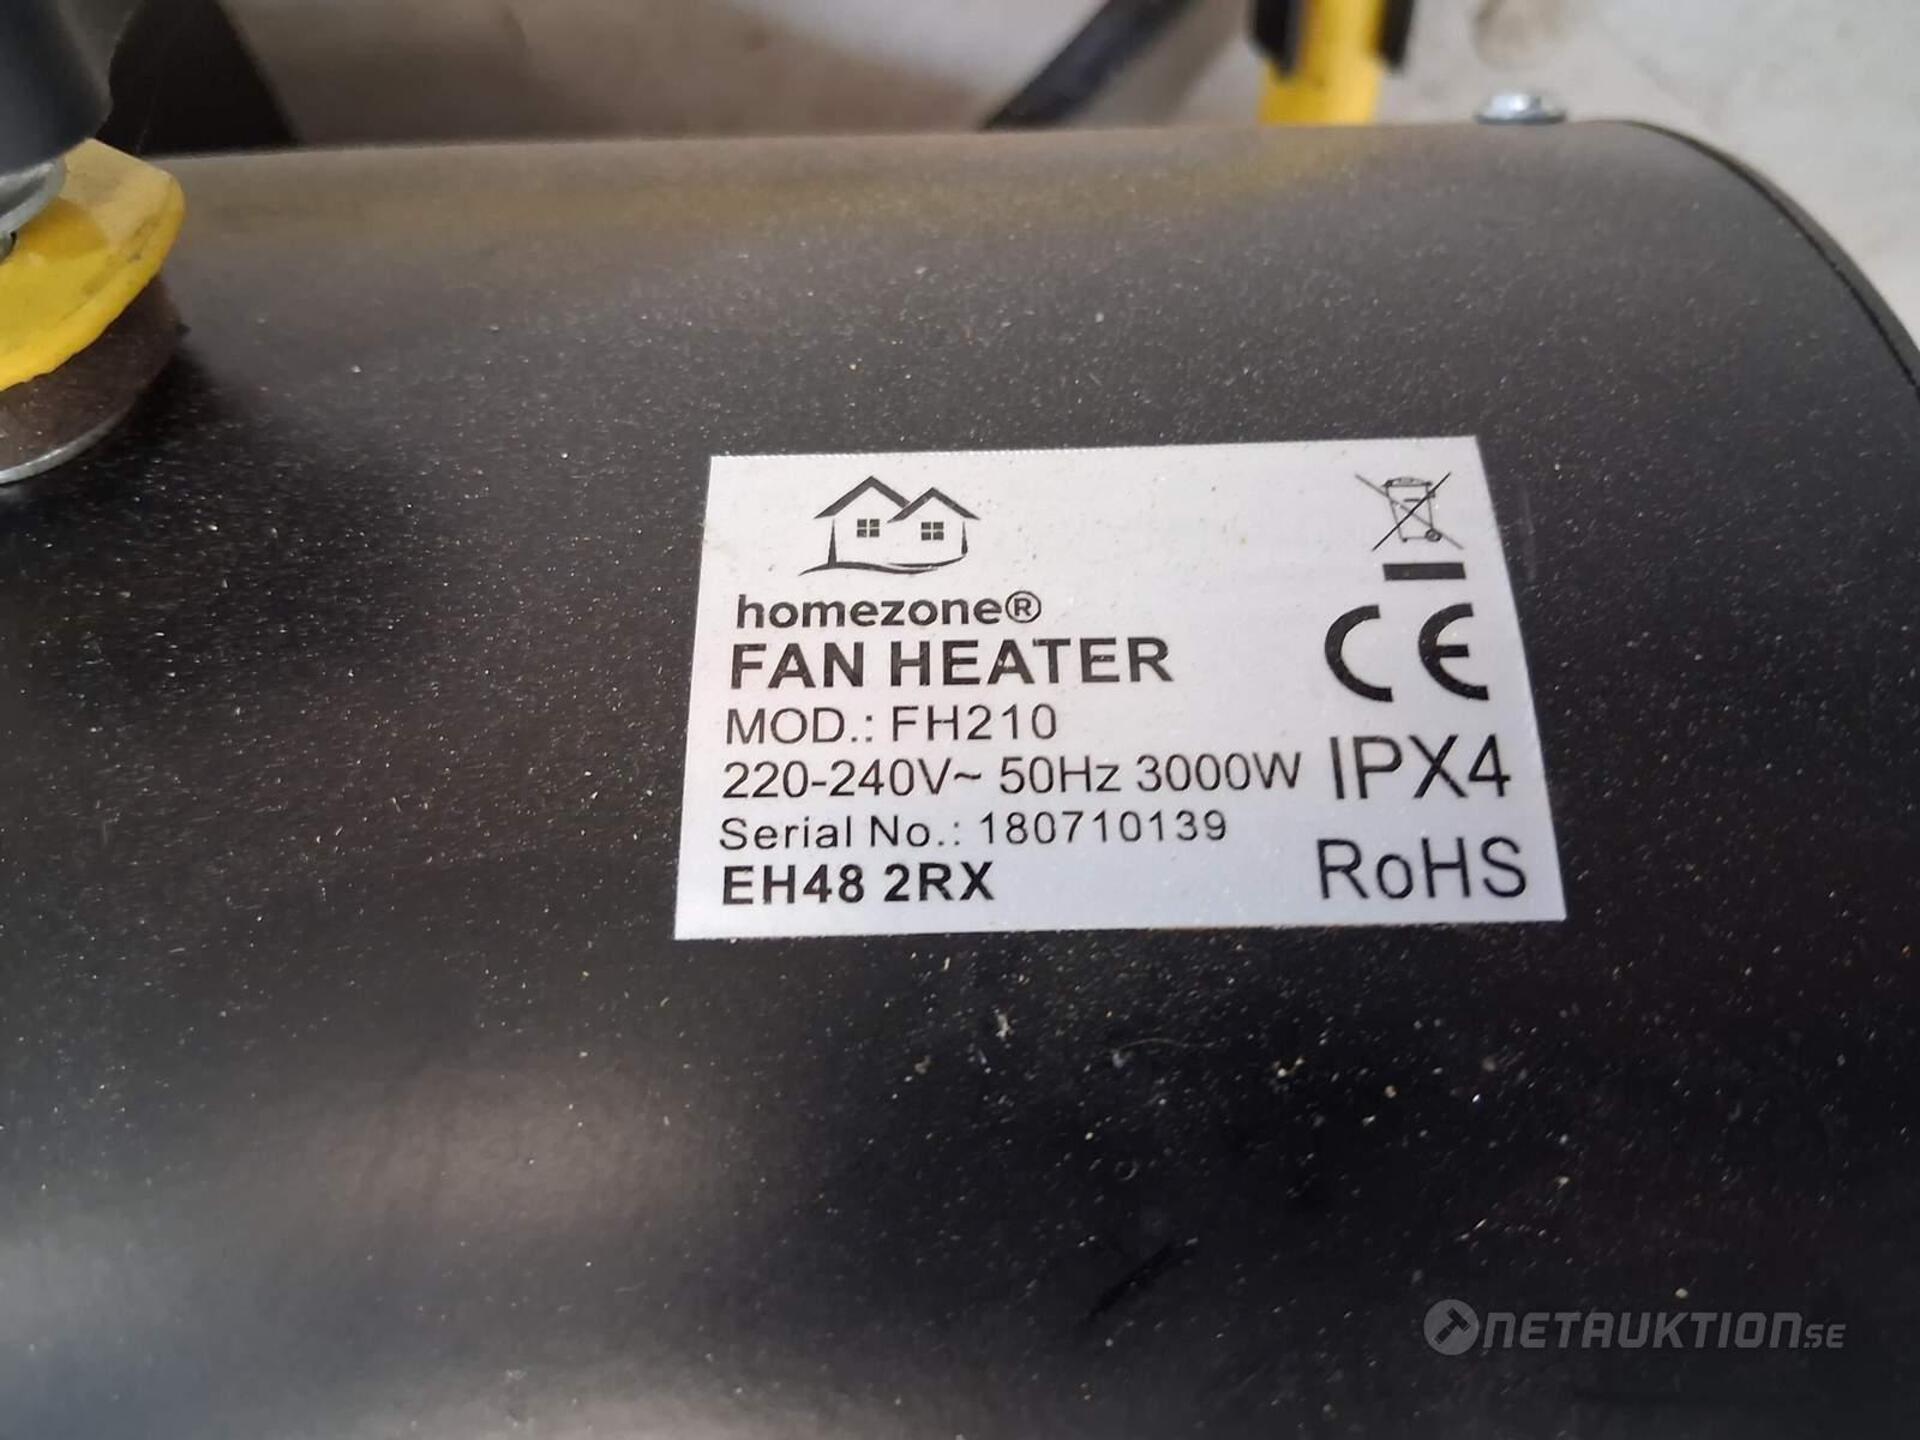 homezone®
FAN HEATER
MOD.: FH210
220-240V~ 50Hz 3000W
Serial No.: 180710139
EH48 2RX
CE
IPX4
RoHS
NETAUKTION.SE